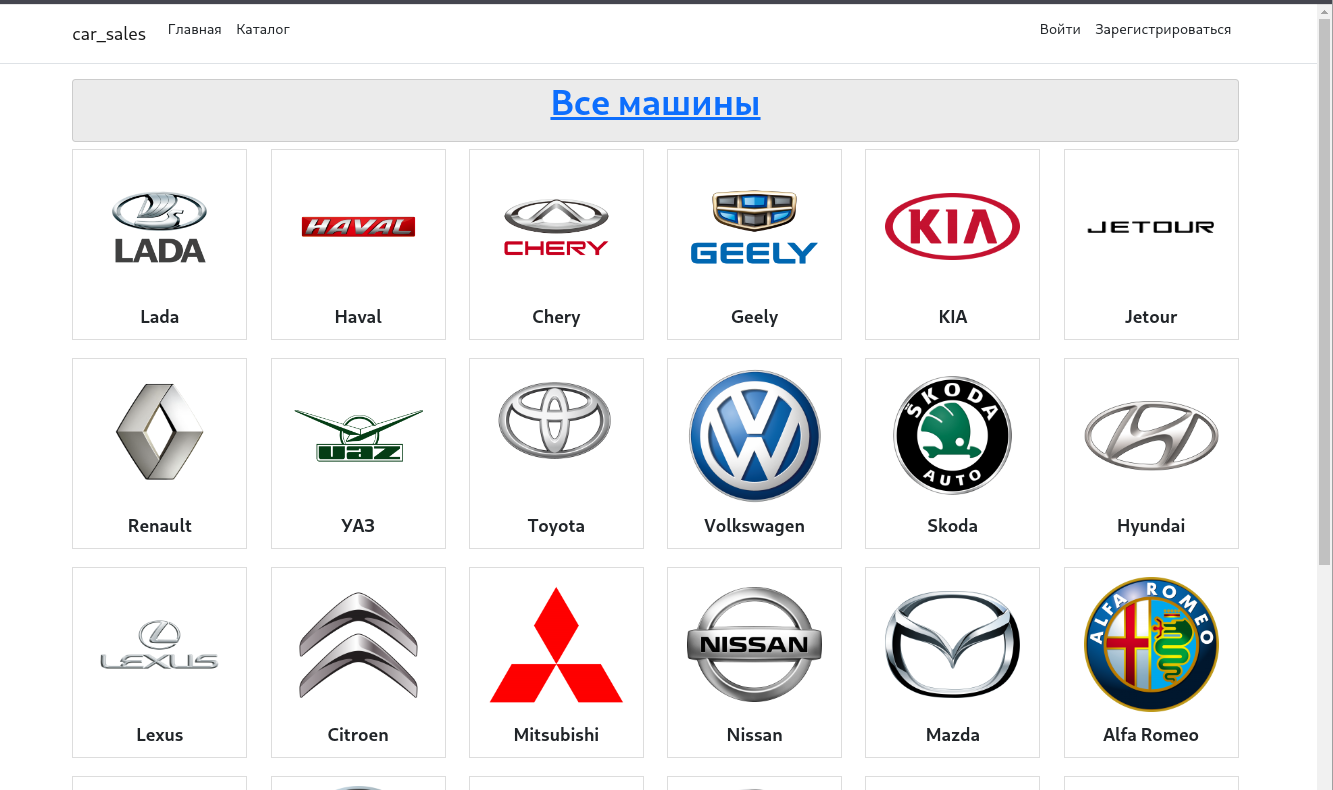 car_sales Главная Каталог Войти Зарегистрироваться
Все машины
LADA HAVAL CHERY GEELY KIA JETOUR
Lada Haval Chery Geely KIA Jetour
uaz ŠKODA AUTO
Renault УАЗ Toyota Volkswagen Skoda Hyundai
LEXUS NISSAN ALFA ROMEO
Lexus Citroen Mitsubishi Nissan Mazda Alfa Romeo